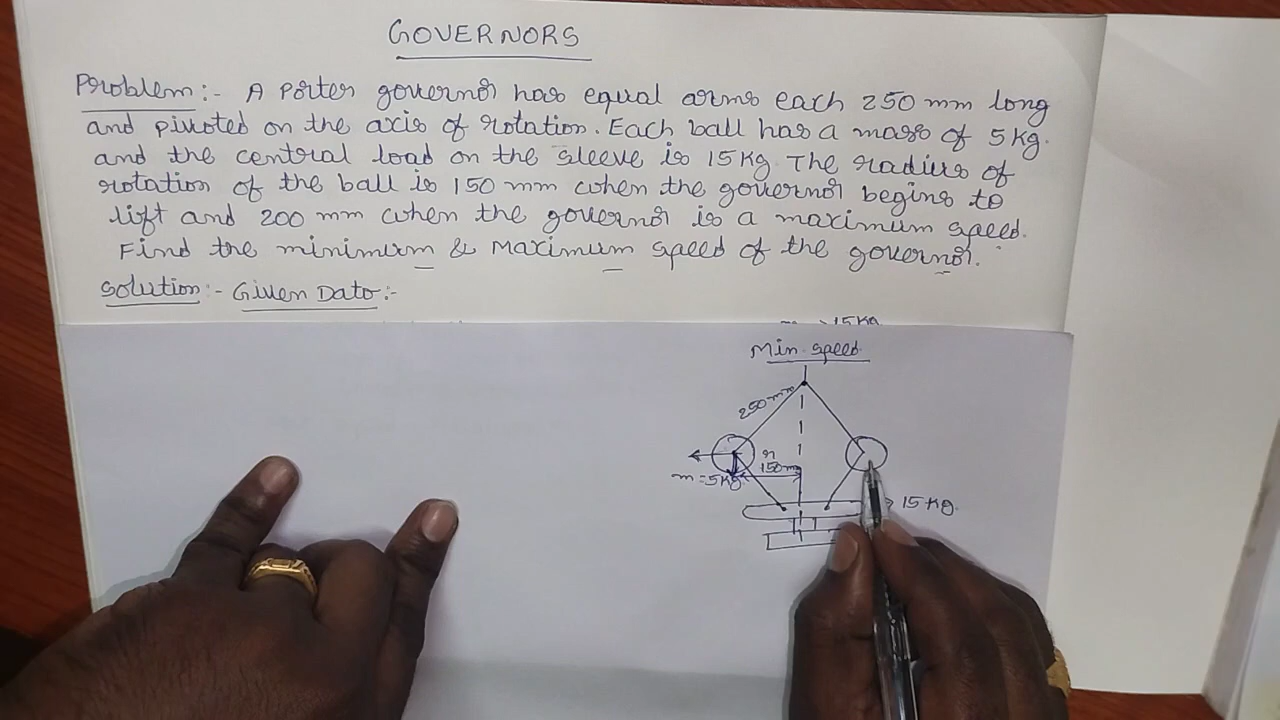 GOVERNORS
Problem:- A Porter governor has equal arms each 250 mm long
and pivoted on the axis of rotation. Each ball has a mass of 5 Kg.
and the central load on the sleeve is 15 Kg. The radius of
rotation of the ball is 150 mm when the governor begins to
lift and 200 mm when the governor is a maximum speed.
Find the minimum & Maximum speed of the governor.
Solution:- Given Data:-
15Kg
Min. speed
250 mm
r
150m
m = 5Kg
15 Kg.